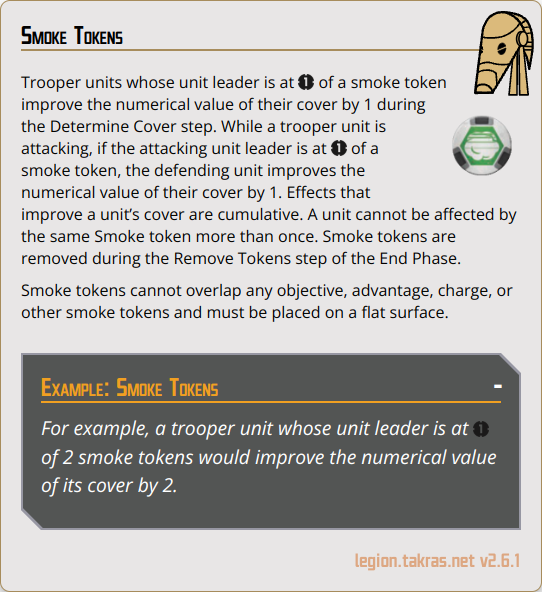 Smoke Tokens
Trooper units whose unit leader is at 1 of a smoke token
improve the numerical value of their cover by 1 during
the Determine Cover step. While a trooper unit is
attacking, if the attacking unit leader is at 1 of a
smoke token, the defending unit improves the
numerical value of their cover by 1. Effects that
improve a unit’s cover are cumulative. A unit cannot be affected by
the same Smoke token more than once. Smoke tokens are
removed during the Remove Tokens step of the End Phase.
Smoke tokens cannot overlap any objective, advantage, charge, or
other smoke tokens and must be placed on a flat surface.
Example: Smoke Tokens -
For example, a trooper unit whose unit leader is at 1
of 2 smoke tokens would improve the numerical value
of its cover by 2.
legion.takras.net v2.6.1